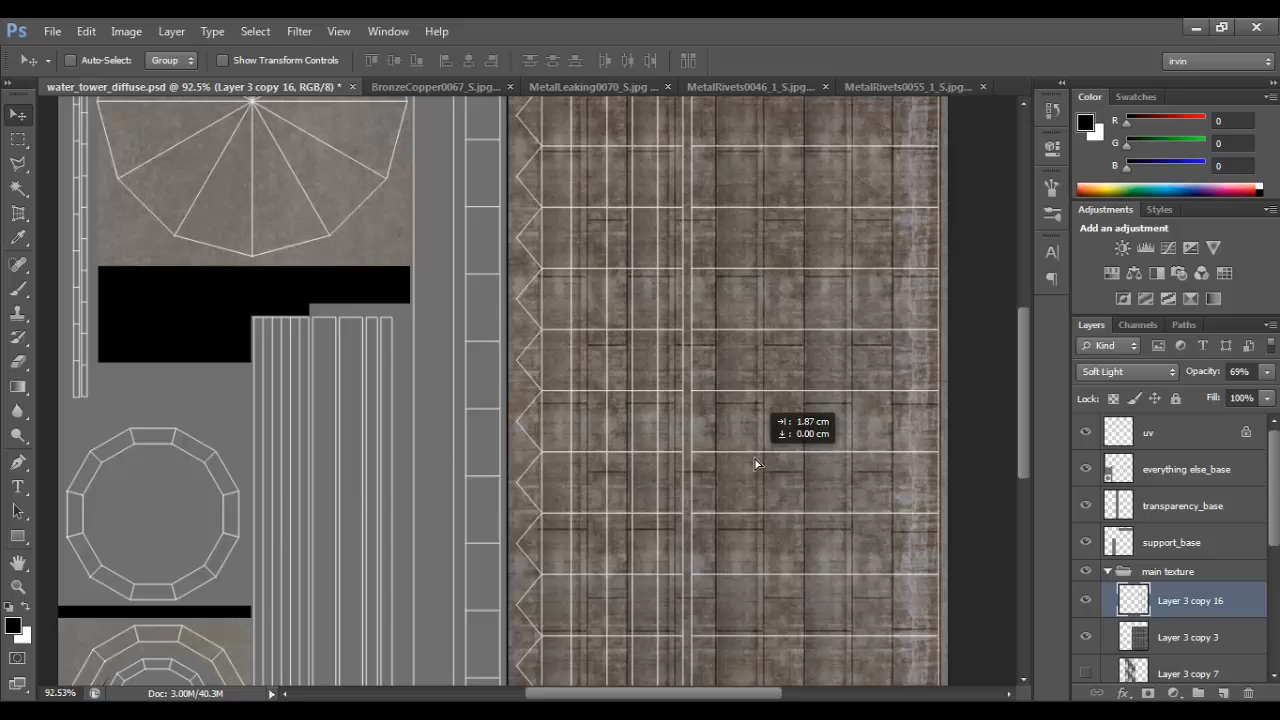 Ps File Edit Image Layer Type Select Filter View Window Help
Auto-Select: Group Show Transform Controls irvin
water_tower_diffuse.psd @ 92.5% (Layer 3 copy 16, RGB/8) * BronzeCopper0067_S.jpg... MetalLeaking0070_S.jpg ... MetalRivets0046_1_S.jpg... MetalRivets0055_1_S.jpg...
Color Swatches
R 0
G 0
B 0
Adjustments Styles
Add an adjustment
Layers Channels Paths
Kind
Soft Light Opacity: 69%
Lock: Fill: 100%
uv
everything else_base
transparency_base
support_base
main texture
Layer 3 copy 16
Layer 3 copy 3
Layer 3 copy 7
1.87 cm
0.00 cm
92.53% Doc: 3.00M/40.3M